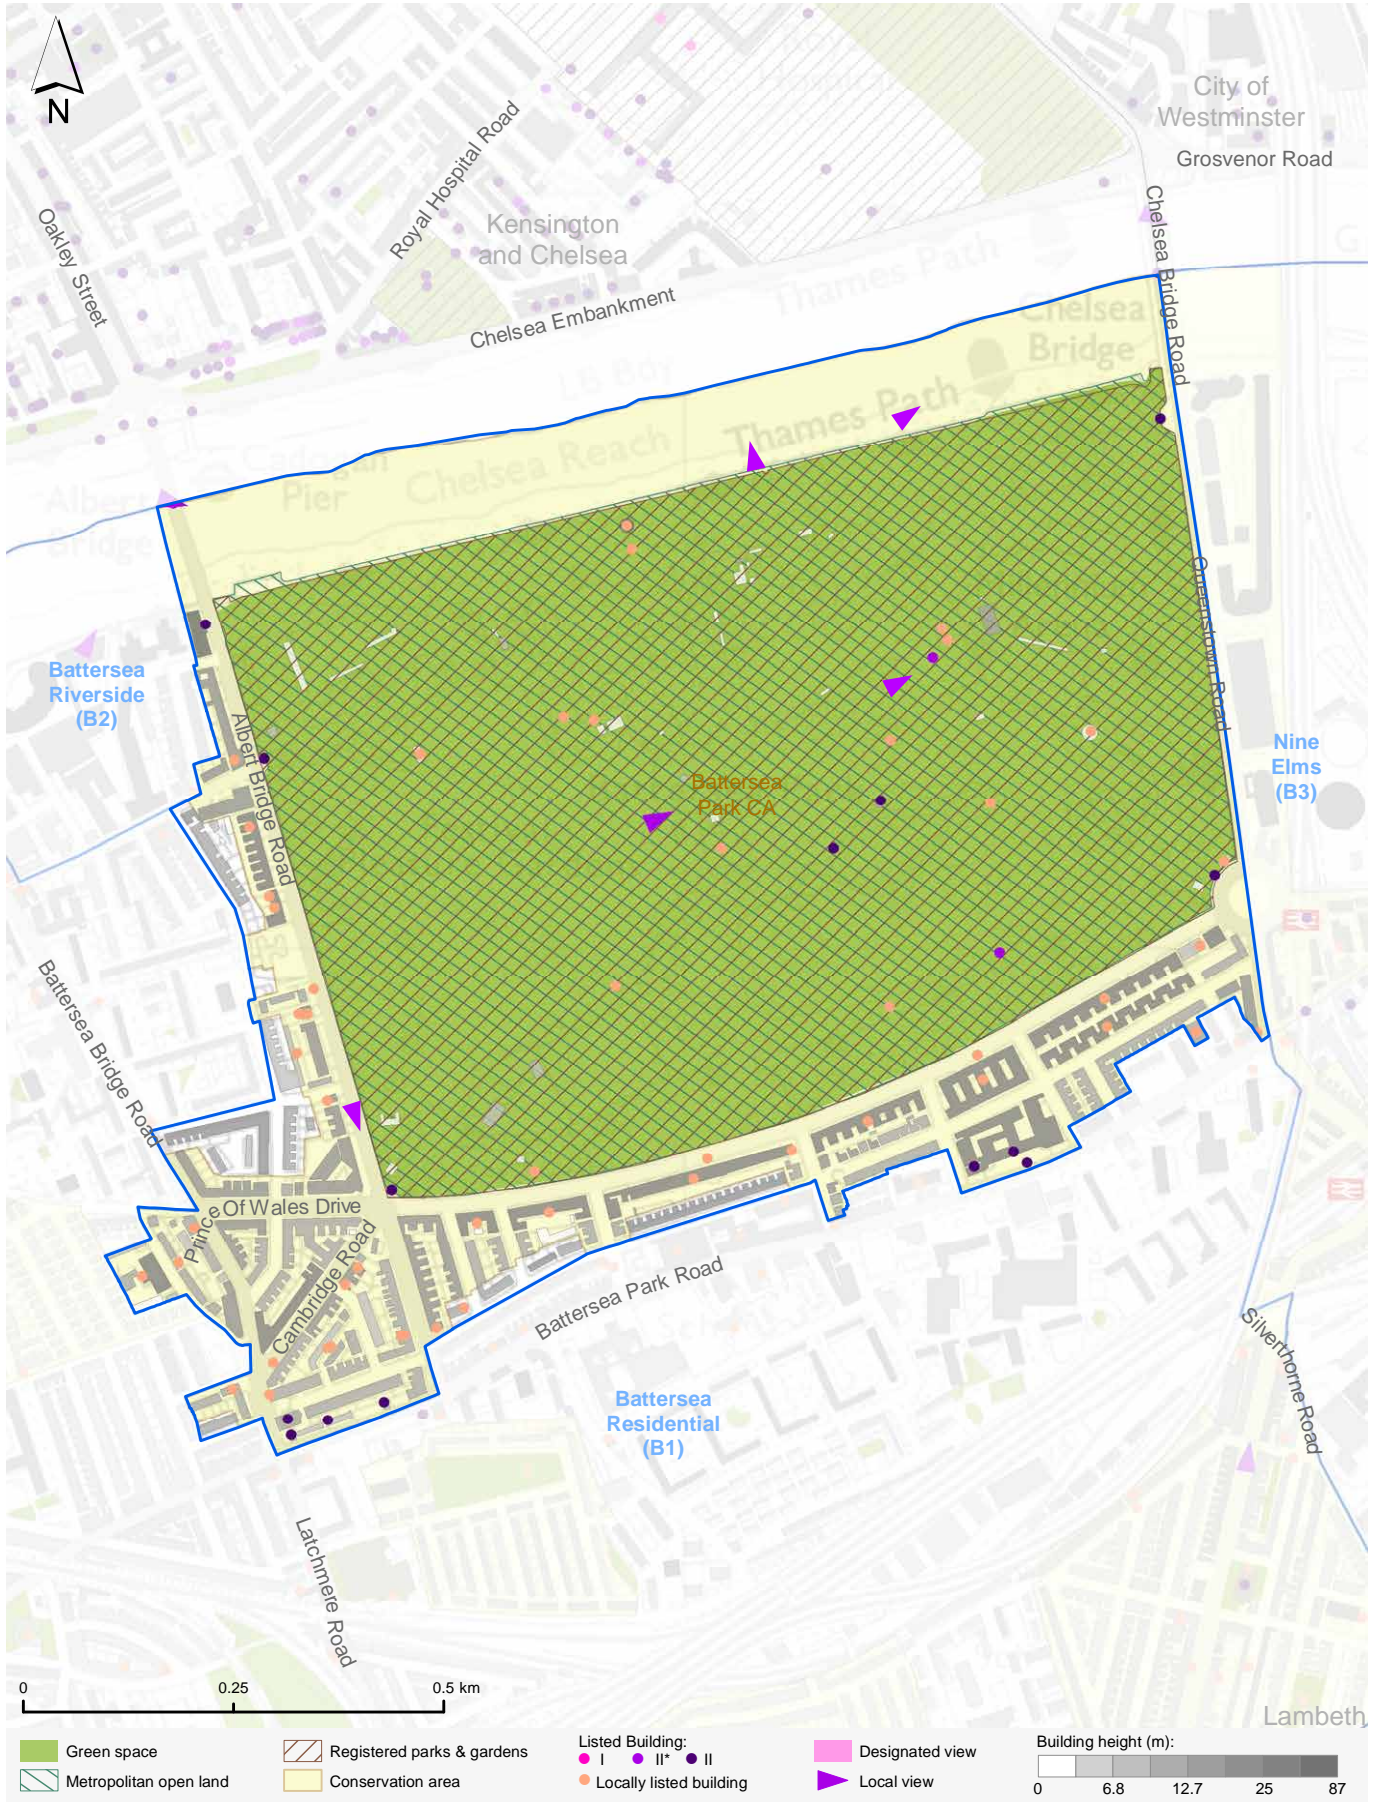 N
City of
Westminster
Grosvenor Road
Royal Hospital Road
Oakley Street
Kensington
and Chelsea
Chelsea Bridge Road
Chelsea Embankment
Thames Path
Chelsea
Bridge
Thames Path
Chelsea Reach
Cadogan
Pier
Albert
Bridge
Battersea
Riverside
(B2)
Albert Bridge Road
Queenstown Road
Nine
Elms
(B3)
Battersea
Park CA
Battersea Bridge Road
Prince
Of Wales Drive
Cambridge Road
Battersea Park Road
Battersea
Residential
(B1)
Silverthorne Road
Latchmere Road
Lambeth
0 0.25 0.5 km
Green space
Metropolitan open land
Registered parks & gardens
Conservation area
Listed Building:
I II* II
Locally listed building
Designated view
Local view
Building height (m):
0 6.8 12.7 25 87